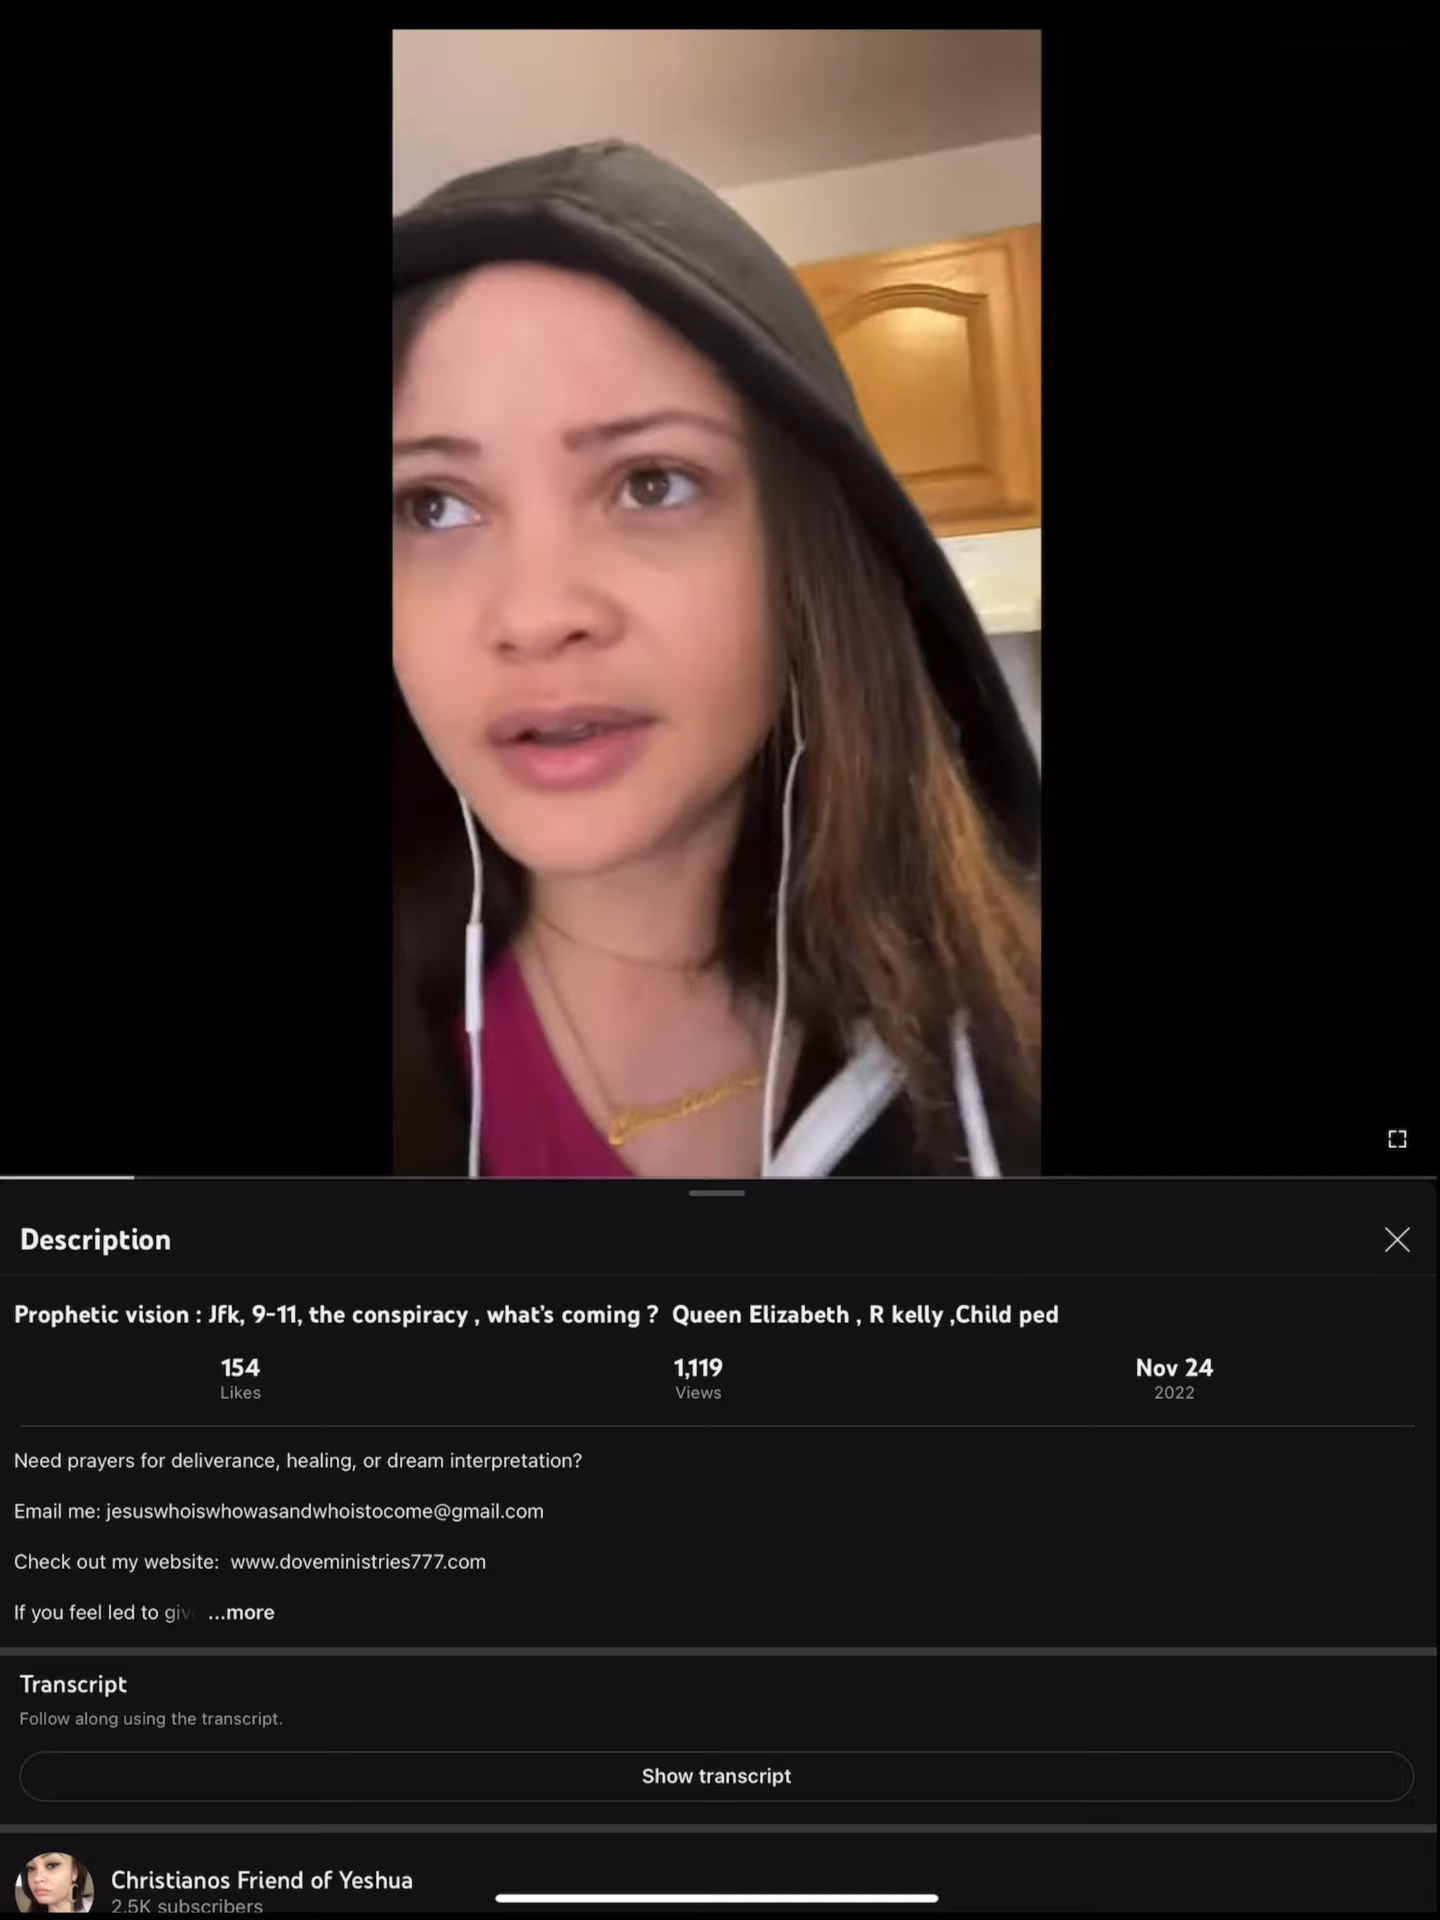 Description
Prophetic vision : Jfk, 9-11, the conspiracy , what's coming ?  Queen Elizabeth , R kelly ,Child ped
154 1,119 Nov 24
Likes Views 2022
Need prayers for deliverance, healing, or dream interpretation?
Email me: jesuswhoiswhowasandwhoistocome@gmail.com
Check out my website:  www.doveministries777.com
If you feel led to giv ...more
Transcript
Follow along using the transcript.
Show transcript
Christianos Friend of Yeshua
2.5K subscribers